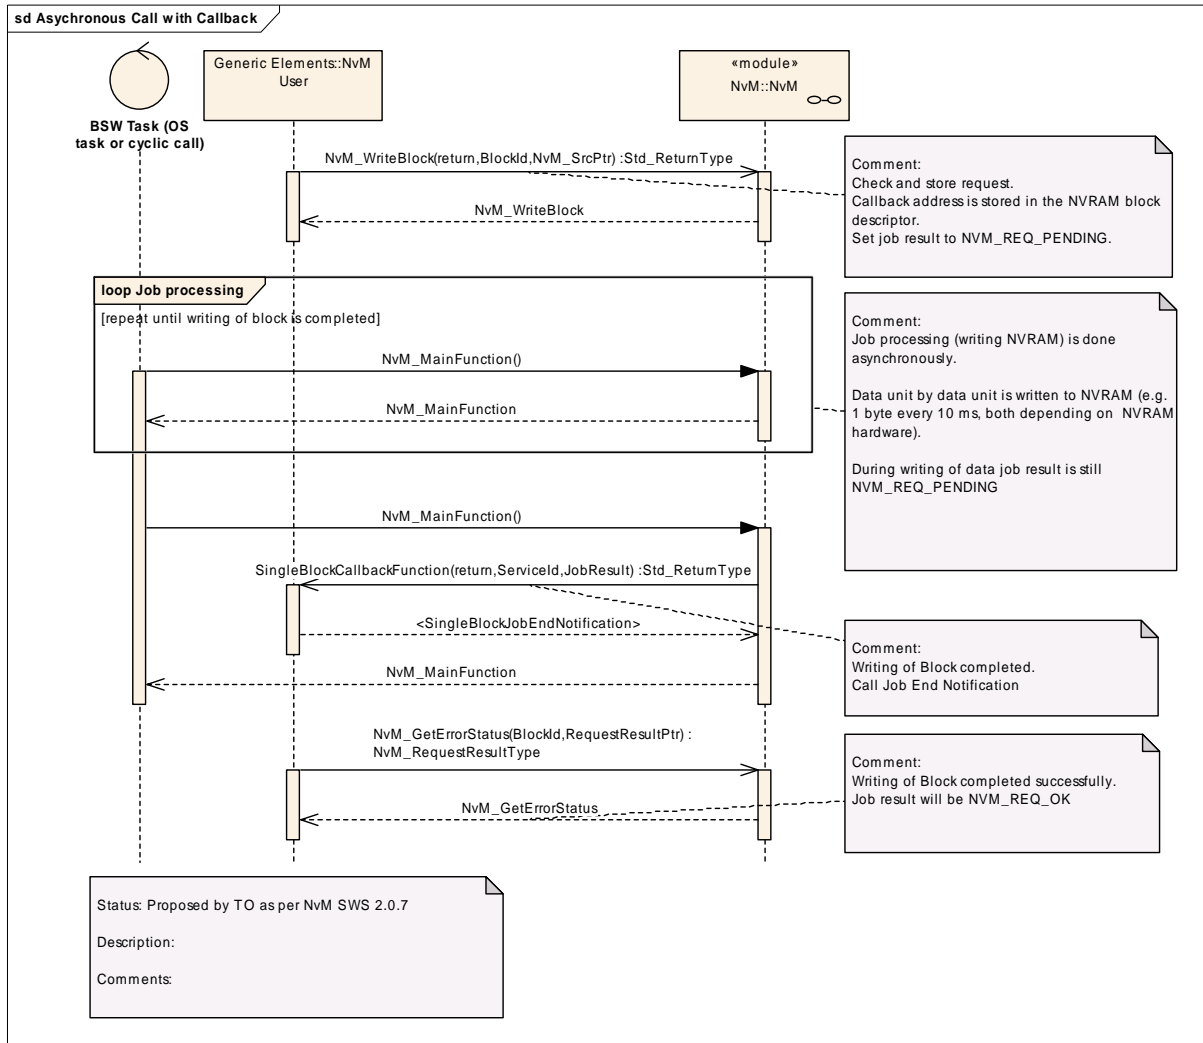 sd Asychronous Call with Callback
BSW Task (OS
task or cyclic call)
Generic Elements::NvM
User
«module»
NvM::NvM
NvM_WriteBlock(return,BlockId,NvM_SrcPtr) :Std_ReturnType
NvM_WriteBlock
Comment:
Check and store request.
Callback address is stored in the NVRAM block
descriptor.
Set job result to NVM_REQ_PENDING.
loop Job processing
[repeat until writing of block is completed]
NvM_MainFunction()
NvM_MainFunction
Comment:
Job processing (writing NVRAM) is done
asynchronously.
Data unit by data unit is written to NVRAM (e.g.
1 byte every 10 ms, both depending on NVRAM
hardware).
During writing of data job result is still
NVM_REQ_PENDING
NvM_MainFunction()
SingleBlockCallbackFunction(return,ServiceId,JobResult) :Std_ReturnType
<SingleBlockJobEndNotification>
NvM_MainFunction
Comment:
Writing of Block completed.
Call Job End Notification
NvM_GetErrorStatus(BlockId,RequestResultPtr) :
NvM_RequestResultType
NvM_GetErrorStatus
Comment:
Writing of Block completed successfully.
Job result will be NVM_REQ_OK
Status: Proposed by TO as per NvM SWS 2.0.7
Description:
Comments: